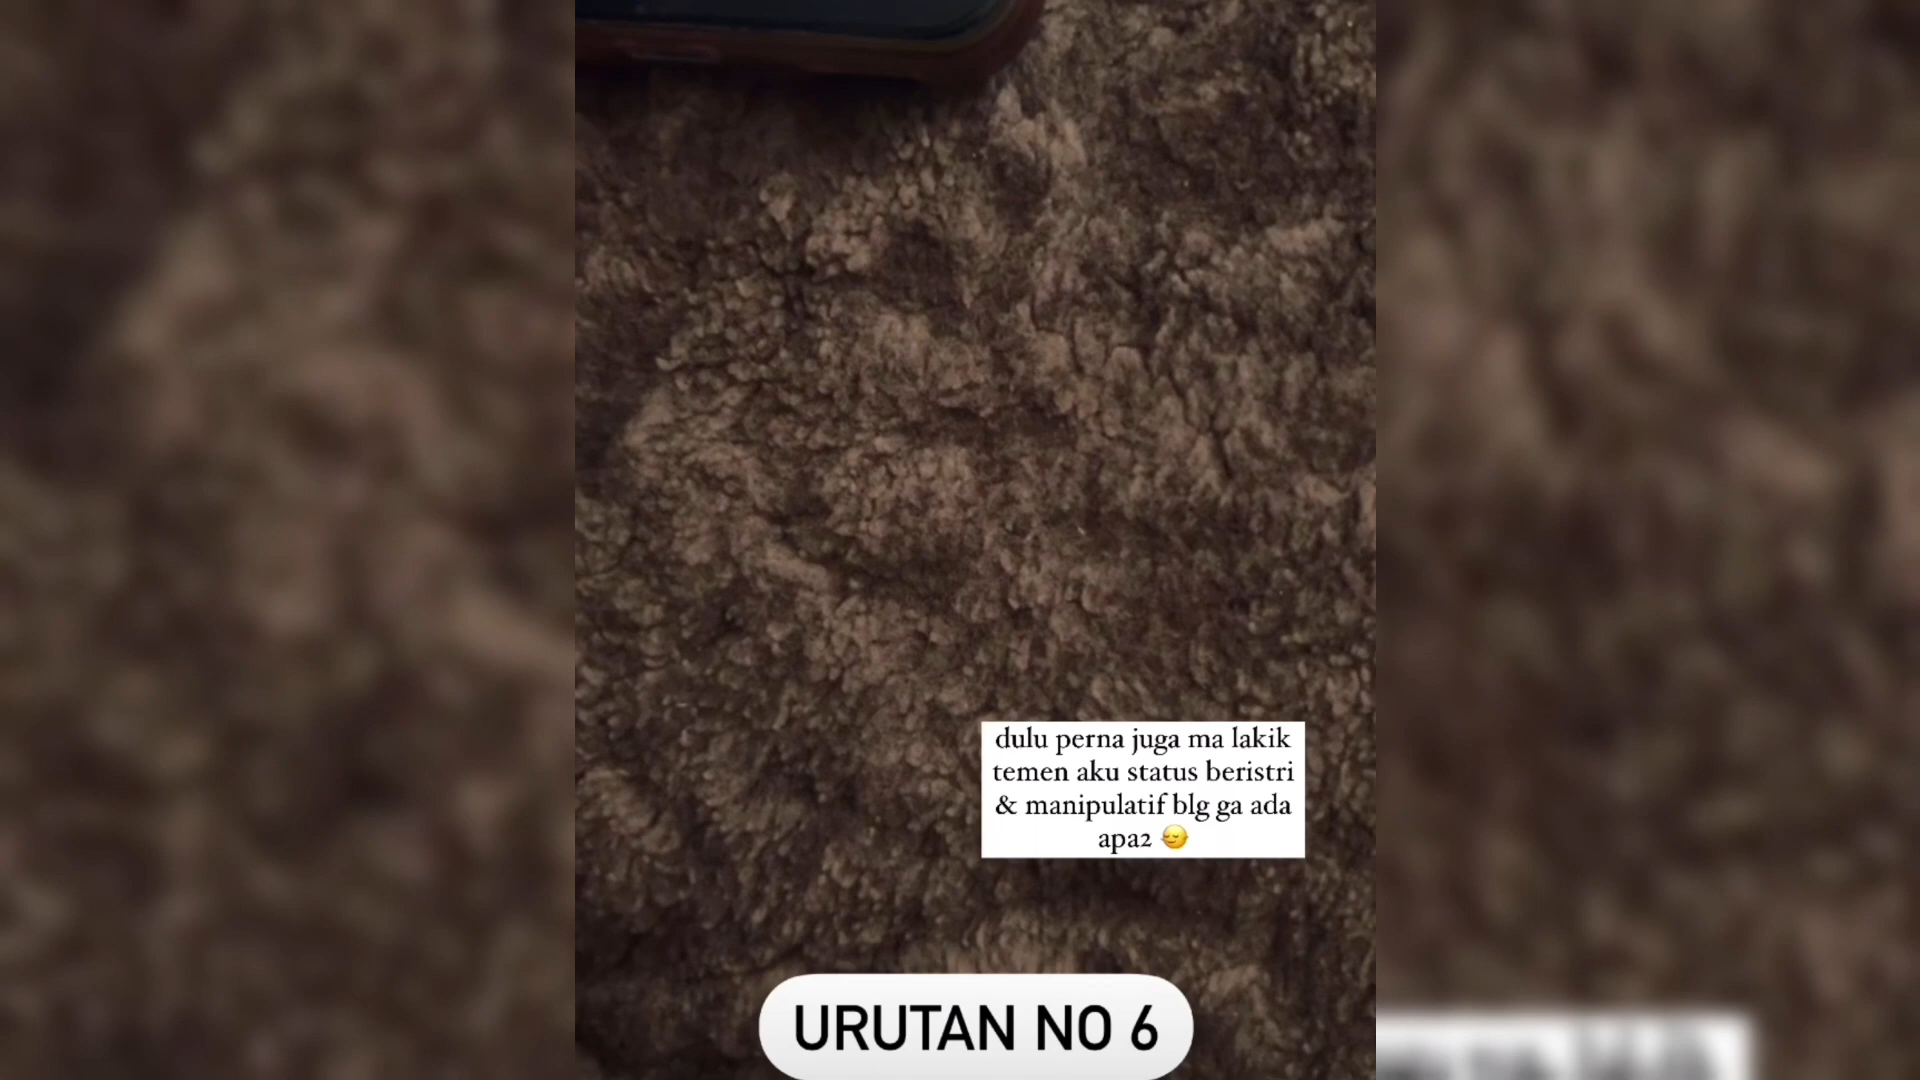 dulu perna juga ma lakik
temen aku status beristri
& manipulatif blg ga ada
apa2 😌
URUTAN NO 6